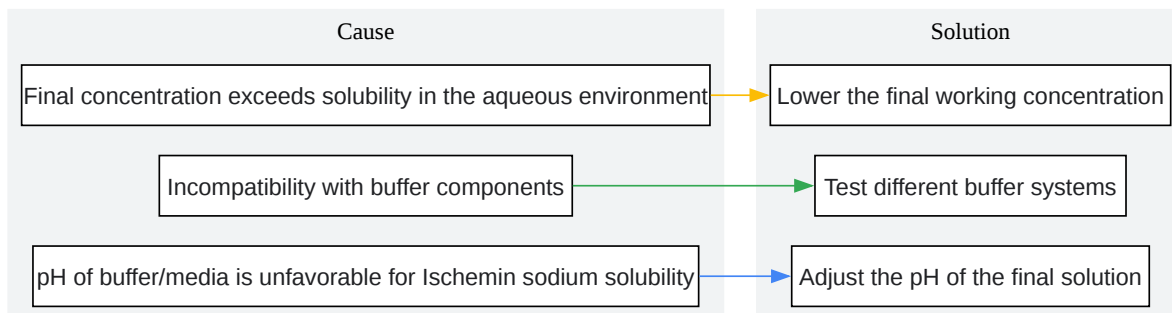 Cause
Solution
Final concentration exceeds solubility in the aqueous environment
Lower the final working concentration
Incompatibility with buffer components
Test different buffer systems
pH of buffer/media is unfavorable for Ischemin sodium solubility
Adjust the pH of the final solution